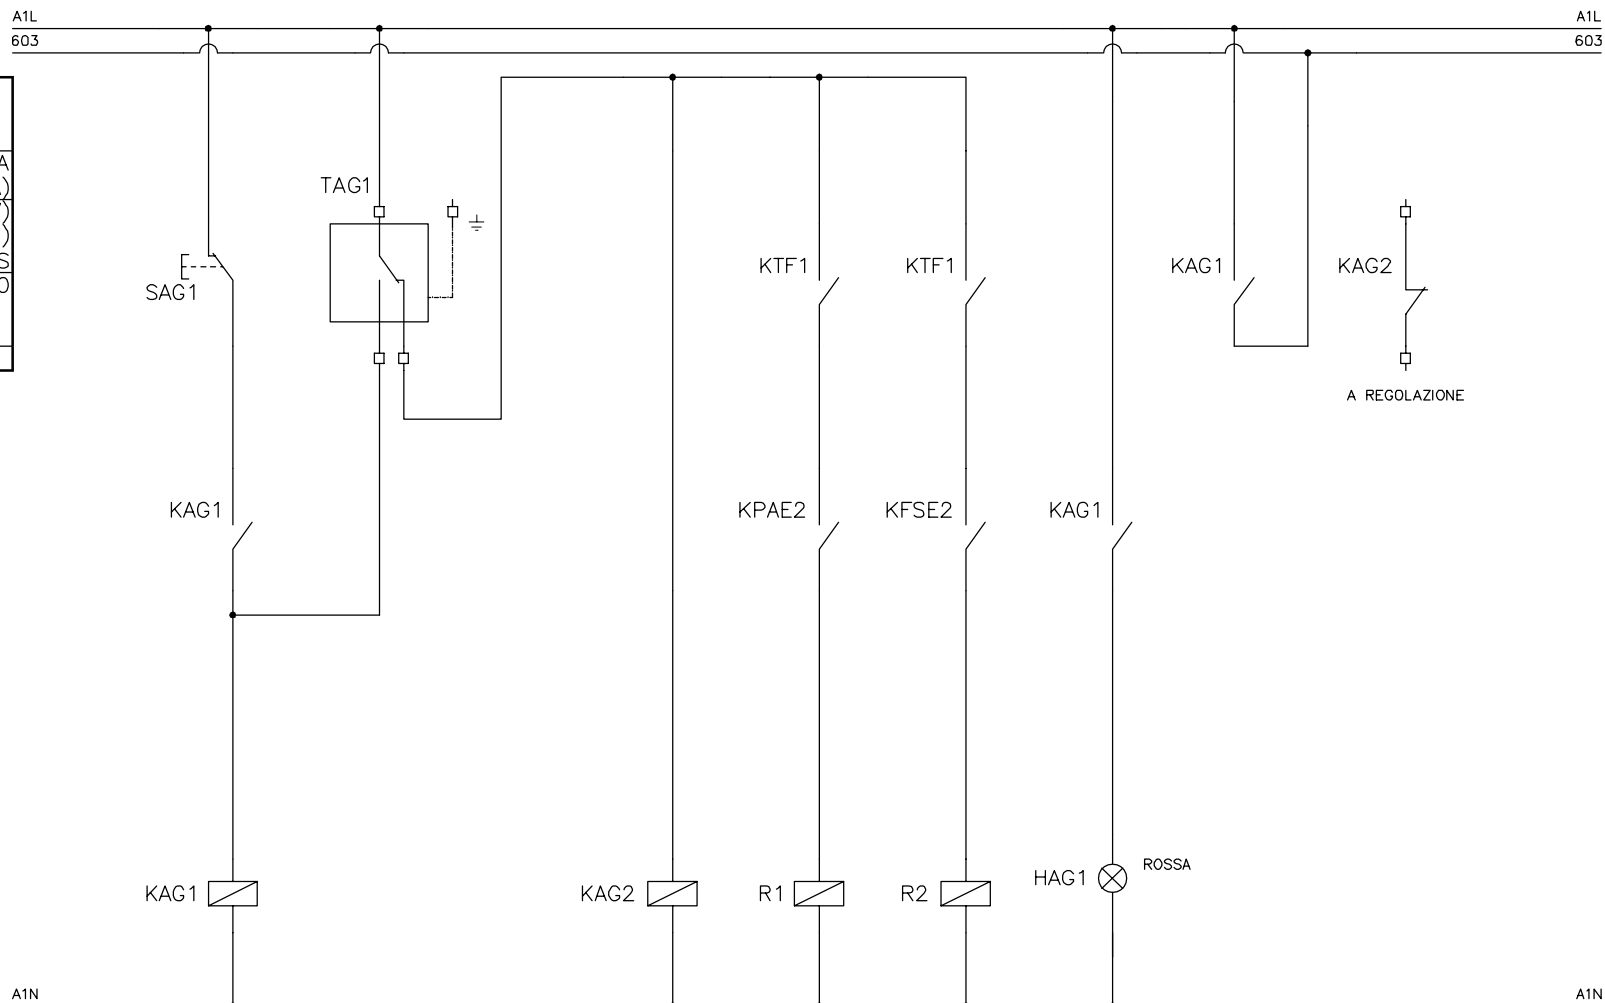 A1L A1L
603 603
TAG1
KTF1 KTF1 KAG1 KAG2
SAG1
A REGOLAZIONE
KAG1 KPAE2 KFSE2 KAG1
ROSSA
KAG1 KAG2 R1 R2 HAG1
A1N A1N